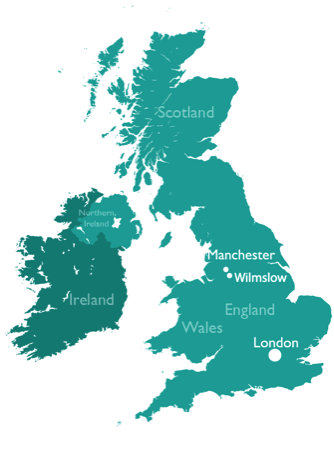 Scotland
Northern
Ireland
Manchester
Wilmslow
Ireland
England
Wales
London